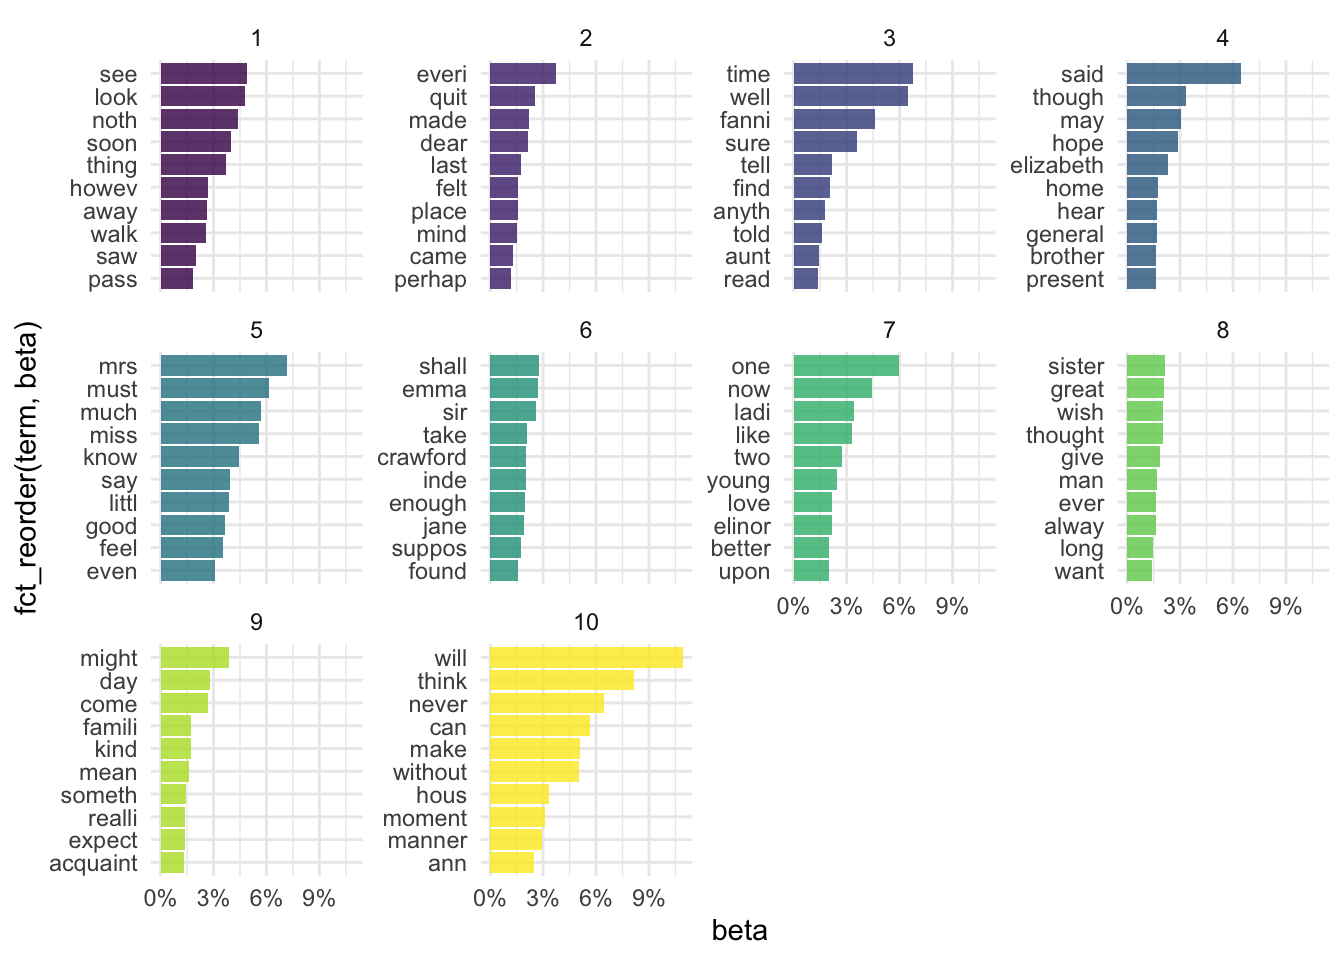 1
see
look
noth
soon
thing
howev
away
walk
saw
pass
2
everi
quit
made
dear
last
felt
place
mind
came
perhap
3
time
well
fanni
sure
tell
find
anyth
told
aunt
read
4
said
though
may
hope
elizabeth
home
hear
general
brother
present
fct_reorder(term, beta)
5
mrs
must
much
miss
know
say
littl
good
feel
even
6
shall
emma
sir
take
crawford
inde
enough
jane
suppos
found
7
one
now
ladi
like
two
young
love
elinor
better
upon
0% 3% 6% 9%
8
sister
great
wish
thought
give
man
ever
alway
long
want
0% 3% 6% 9%
9
might
day
come
famili
kind
mean
someth
realli
expect
acquaint
0% 3% 6% 9%
10
will
think
never
can
make
without
hous
moment
manner
ann
0% 3% 6% 9%
beta